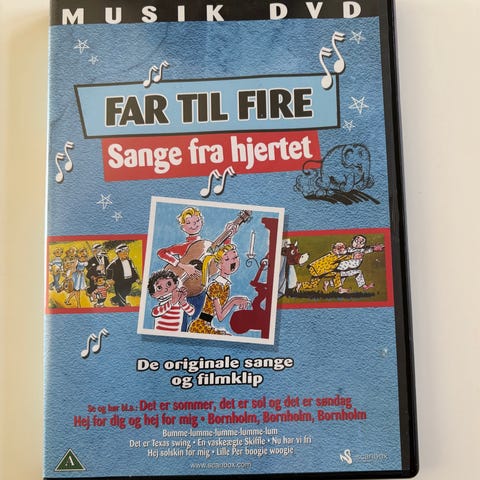 MUSIK DVD
FAR TIL FIRE
Sange fra hjertet
De originale sange
og filmklip
Se og hør bl.a.: Det er sommer, det er sol og det er søndag
Hej for dig og hej for mig • Bornholm, Bornholm, Bornholm
Bumme-lumme-lumme-lumme-lum
Det er Texas swing • En vaskeægte Skiffle • Nu har vi fri
Hej solskin for mig • Lille Per boogie woogie
A
www.scanbox.com
scanbox